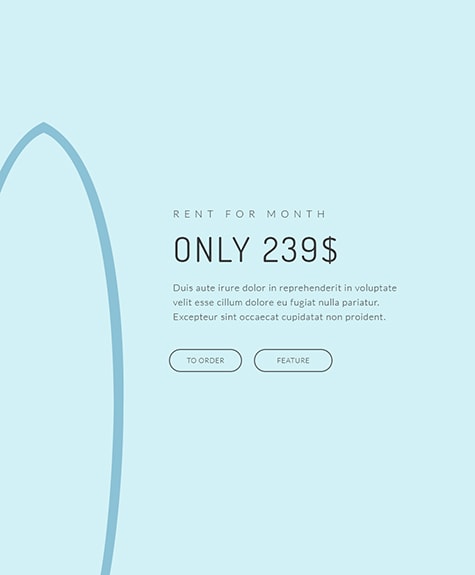 RENT FOR MONTH
ONLY 239$
Duis aute irure dolor in reprehenderit in voluptate
velit esse cillum dolore eu fugiat nulla pariatur.
Excepteur sint occaecat cupidatat non proident.
TO ORDER
FEATURE